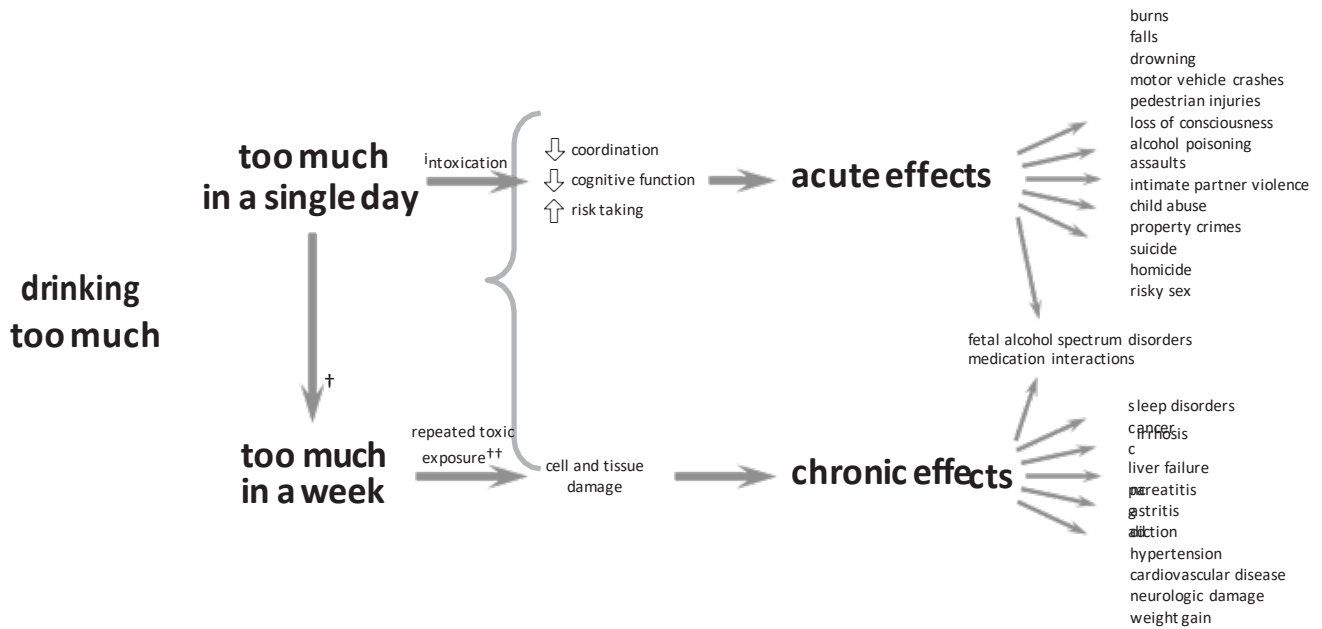 drinking
too much
too much
in a single day
intoxication
coordination
cognitive function
risk taking
acute effects
burns
falls
drowning
motor vehicle crashes
pedestrian injuries
loss of consciousness
alcohol poisoning
assaults
intimate partner violence
child abuse
property crimes
suicide
homicide
risky sex
fetal alcohol spectrum disorders
medication interactions
†
too much
in a week
repeated toxic
exposure††
cell and tissue
damage
chronic effects
sleep disorders
cancer
liver failure
hypertension
cardiovascular disease
neurologic damage
weight gain